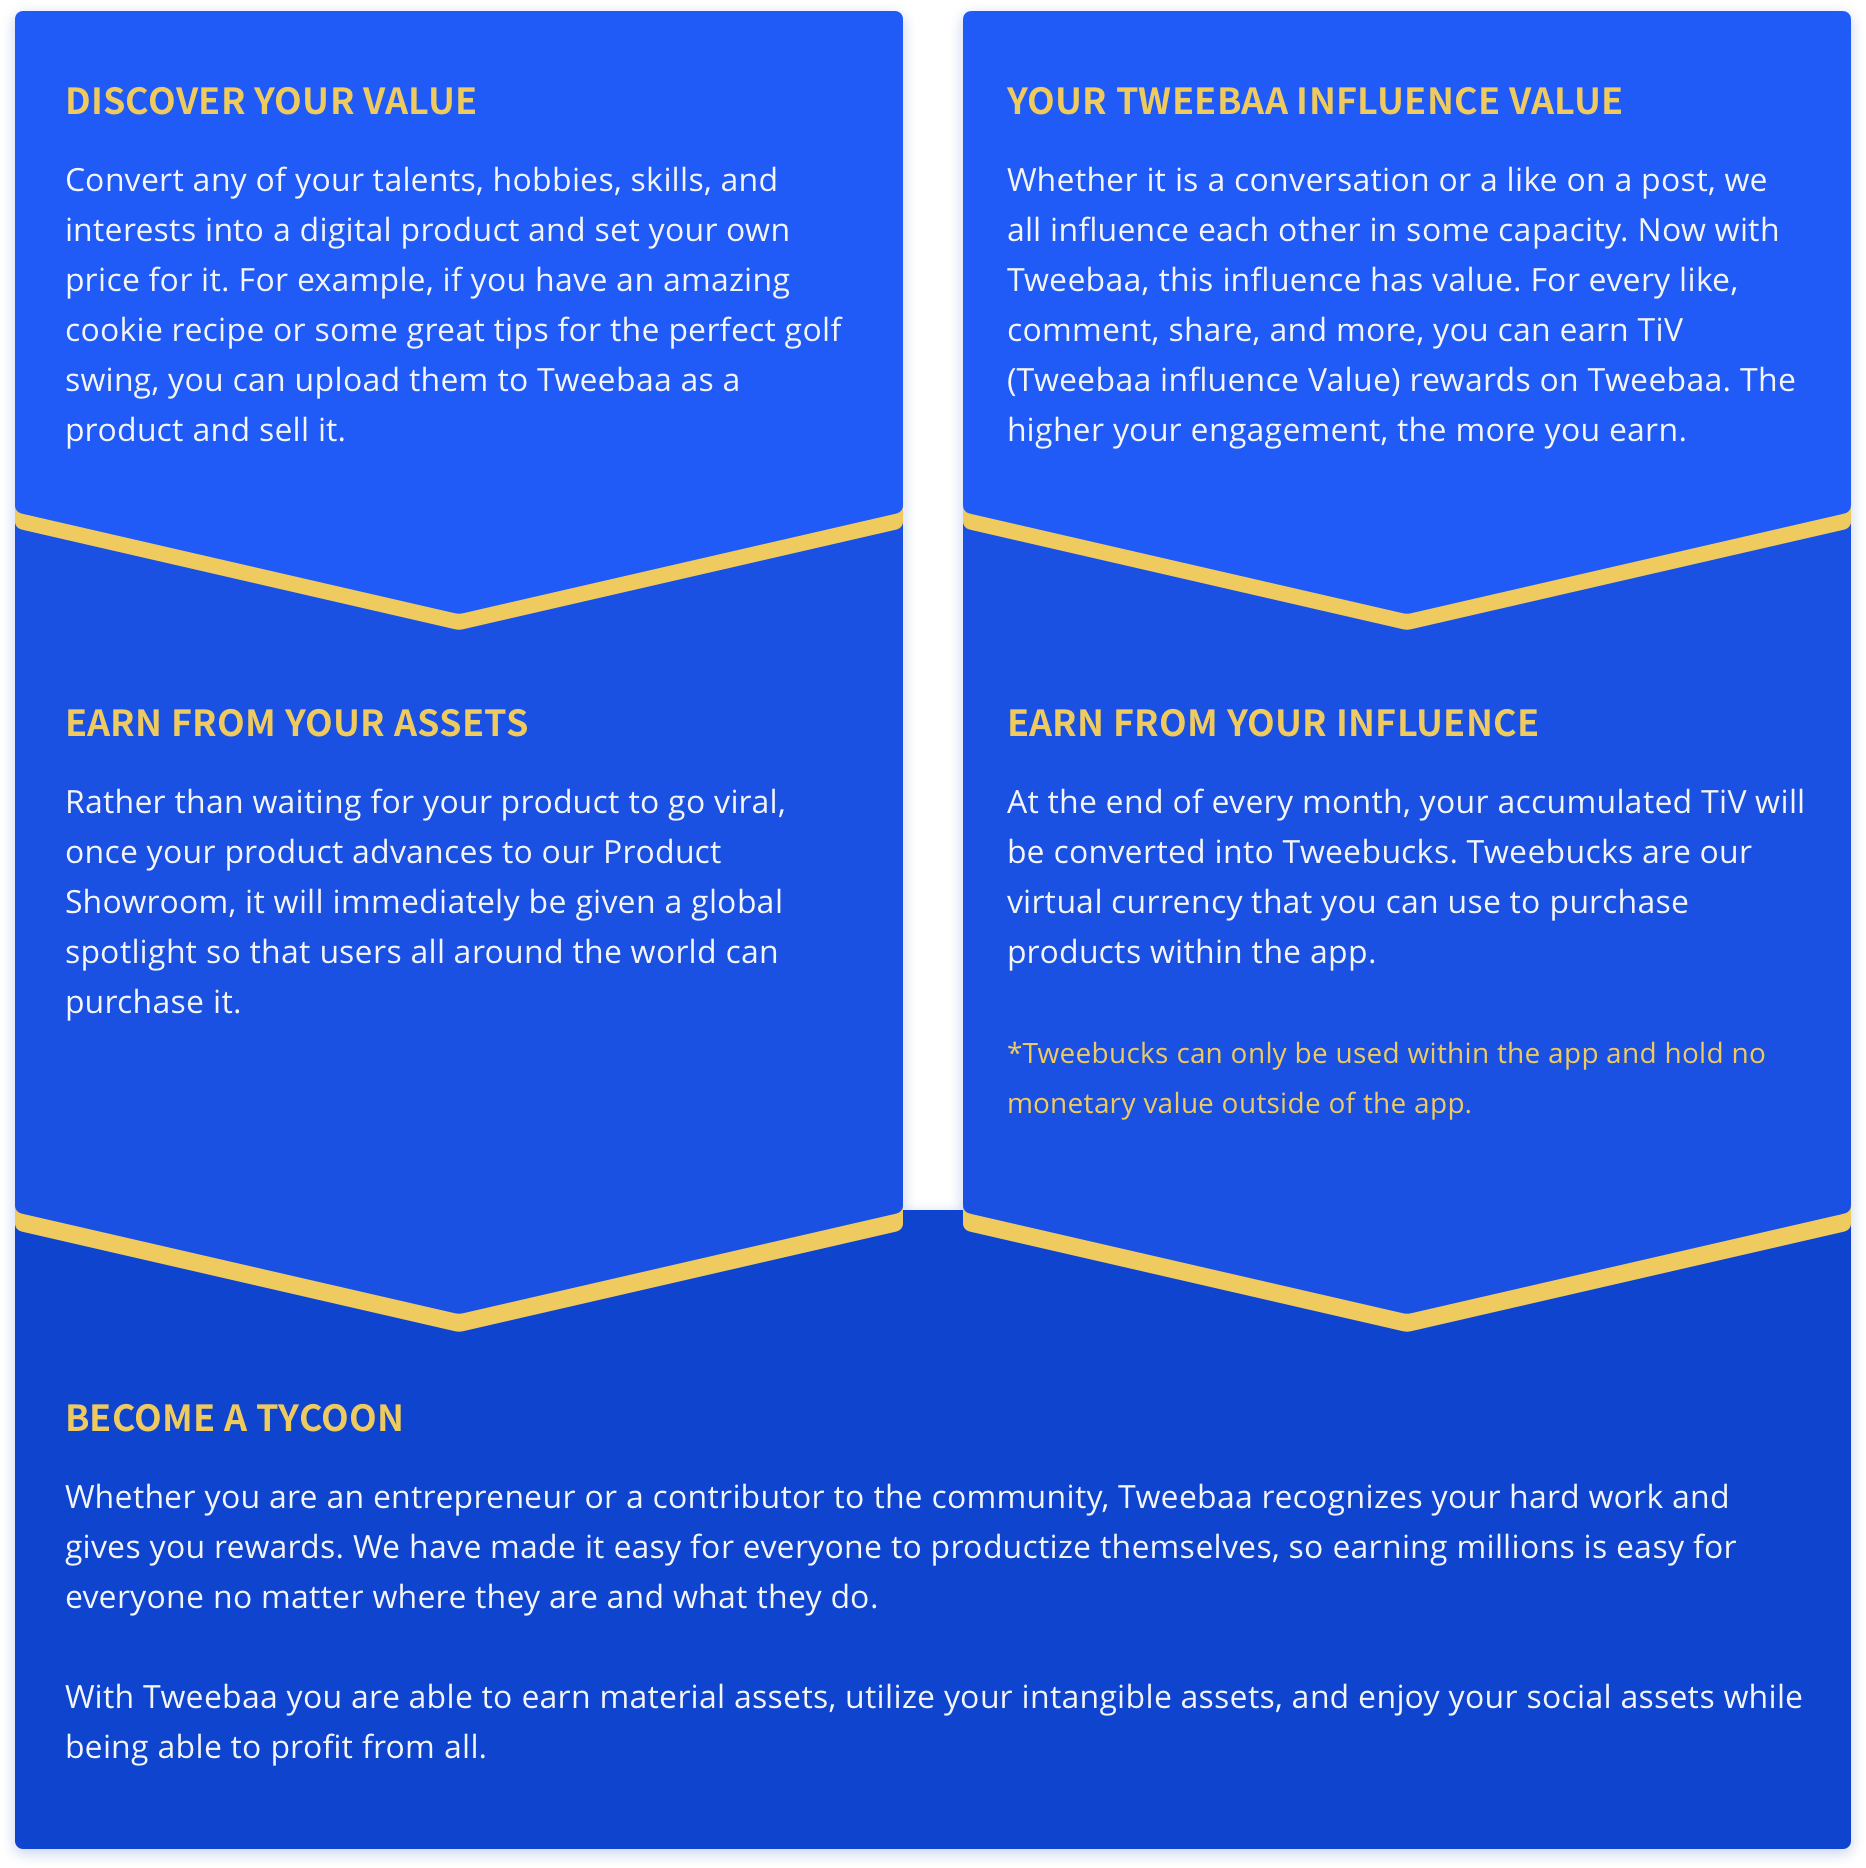 DISCOVER YOUR VALUE
Convert any of your talents, hobbies, skills, and
interests into a digital product and set your own
price for it. For example, if you have an amazing
cookie recipe or some great tips for the perfect golf
swing, you can upload them to Tweebaa as a
product and sell it.
EARN FROM YOUR ASSETS
Rather than waiting for your product to go viral,
once your product advances to our Product
Showroom, it will immediately be given a global
spotlight so that users all around the world can
purchase it.
YOUR TWEEBAA INFLUENCE VALUE
Whether it is a conversation or a like on a post, we
all influence each other in some capacity. Now with
Tweebaa, this influence has value. For every like,
comment, share, and more, you can earn TiV
(Tweebaa influence Value) rewards on Tweebaa. The
higher your engagement, the more you earn.
EARN FROM YOUR INFLUENCE
At the end of every month, your accumulated TiV will
be converted into Tweebucks. Tweebucks are our
virtual currency that you can use to purchase
products within the app.
*Tweebucks can only be used within the app and hold no
monetary value outside of the app.
BECOME A TYCOON
Whether you are an entrepreneur or a contributor to the community, Tweebaa recognizes your hard work and
gives you rewards. We have made it easy for everyone to productize themselves, so earning millions is easy for
everyone no matter where they are and what they do.
With Tweebaa you are able to earn material assets, utilize your intangible assets, and enjoy your social assets while
being able to profit from all.